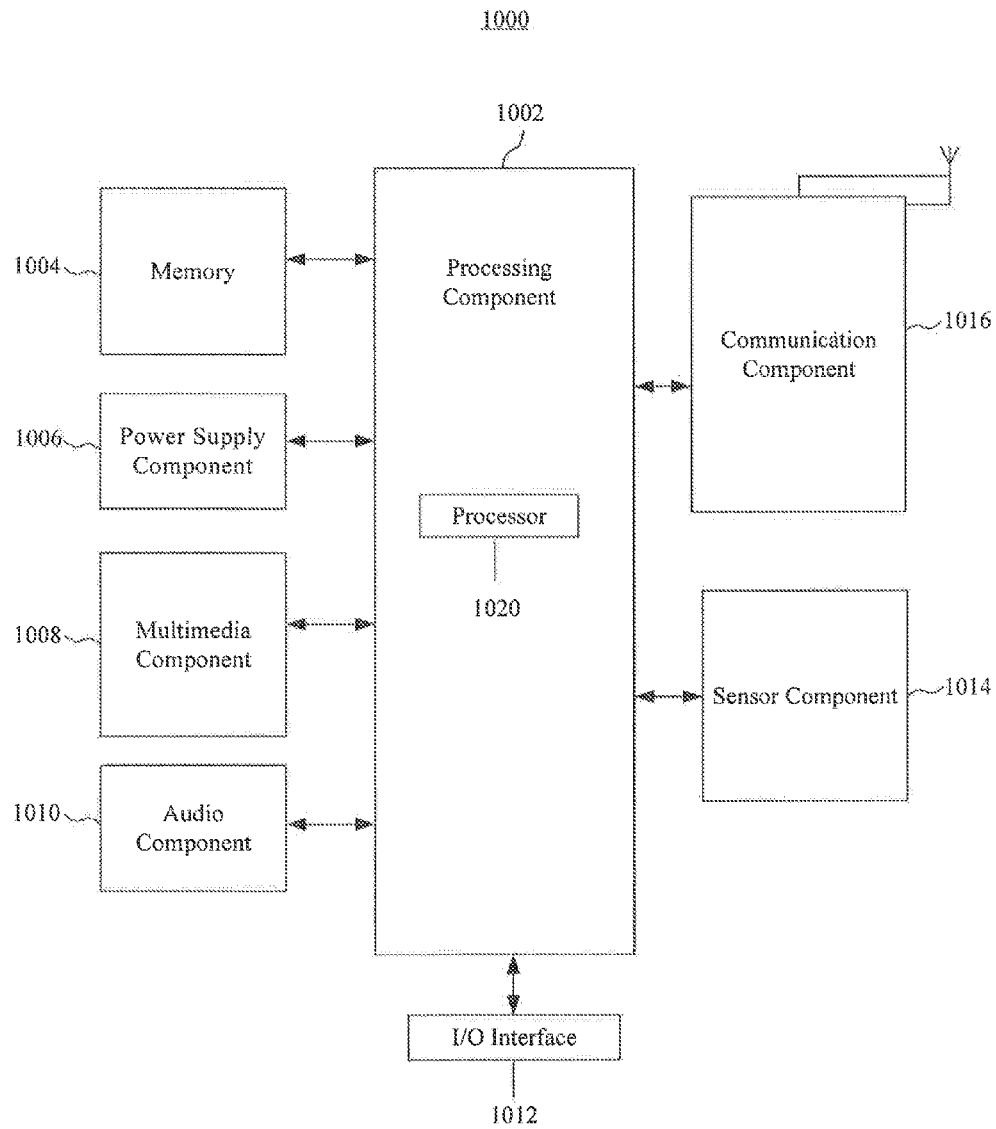 1000
1002
1004
Memory
Processing
Component
Communication
Component
1016
1006
Power Supply
Component
Processor
1020
1008
Multimedia
Component
Sensor Component
1014
1010
Audio
Component
I/O Interface
1012